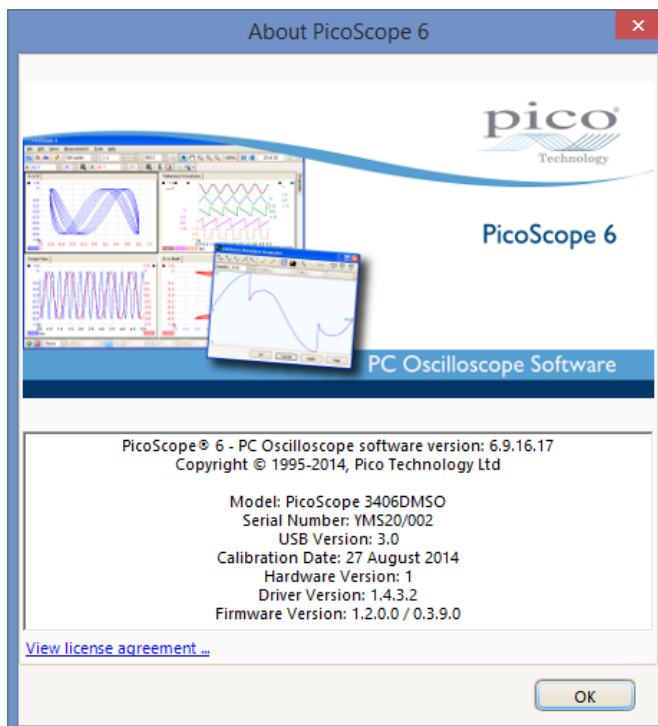 About PicoScope 6
pico
Technology
PicoScope 6
PC Oscilloscope Software
PicoScope® 6 - PC Oscilloscope software version: 6.9.16.17
Copyright © 1995-2014, Pico Technology Ltd
Model: PicoScope 3406DMSO
Serial Number: YMS20/002
USB Version: 3.0
Calibration Date: 27 August 2014
Hardware Version: 1
Driver Version: 1.4.3.2
Firmware Version: 1.2.0.0 / 0.3.9.0
View license agreement ...
OK